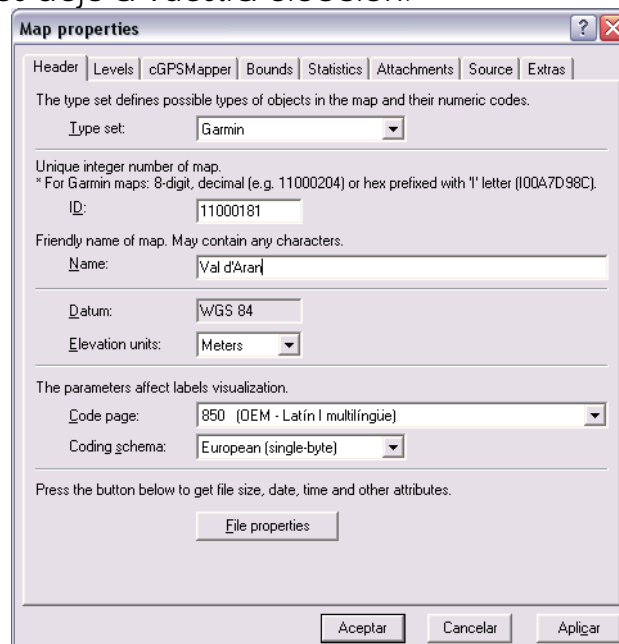 Map properties
Header Levels cGPSMapper Bounds Statistics Attachments Source Extras
The type set defines possible types of objects in the map and their numeric codes.
Type set: Garmin
Unique integer number of map.
* For Garmin maps: 8-digit, decimal (e.g. 11000204) or hex prefixed with 'I' letter (I00A7D98C).
ID: 11000181
Friendly name of map. May contain any characters.
Name: Val d'Aran
Datum: WGS 84
Elevation units: Meters
The parameters affect labels visualization.
Code page: 850 (OEM - Latín I multilíngüe)
Coding schema: European (single-byte)
Press the button below to get file size, date, time and other attributes.
File properties
Aceptar Cancelar Aplicar